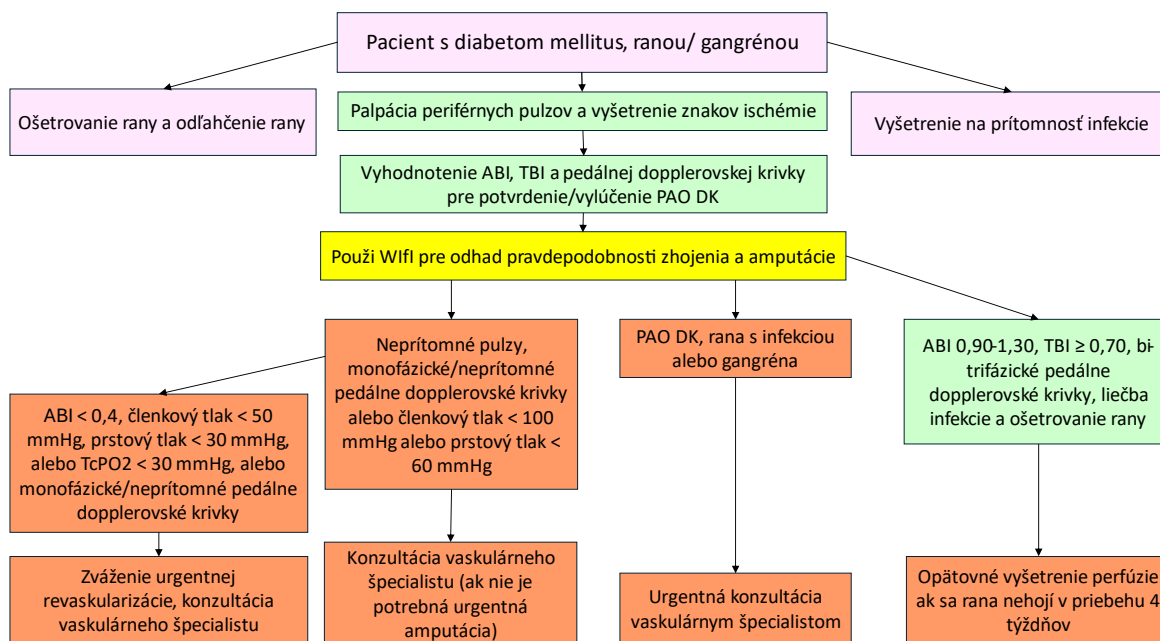 Pacient s diabetom mellitus, ranou/ gangrénou
Ošetrovanie rany a odľahčenie rany
Palpácia periférnych pulzov a vyšetrenie znakov ischémie
Vyšetrenie na prítomnosť infekcie
Vyhodnotenie ABI, TBI a pedálnej dopplerovskej krivky
pre potvrdenie/vylúčenie PAO DK
Použi WIfI pre odhad pravdepodobnosti zhojenia a amputácie
ABI < 0,4, členkový tlak < 50
mmHg, prstový tlak < 30 mmHg,
alebo TcPO2 < 30 mmHg, alebo
monofázické/neprítomné pedálne
dopplerovské krivky
Neprítomné pulzy,
monofázické/neprítomné
pedálne dopplerovské krivky
alebo členkový tlak < 100
mmHg alebo prstový tlak <
60 mmHg
PAO DK, rana s infekciou
alebo gangréna
ABI 0,90-1,30, TBI ≥ 0,70, bi-
trifázické pedálne
dopplerovské krivky, liečba
infekcie a ošetrovanie rany
Zváženie urgentnej
revaskularizácie, konzultácia
vaskulárneho špecialistu
Konzultácia vaskulárneho
špecialistu (ak nie je
potrebná urgentná
amputácia)
Urgentná konzultácia
vaskulárnym špecialistom
Opätovné vyšetrenie perfúzie
ak sa rana nehojí v priebehu 4
týždňov